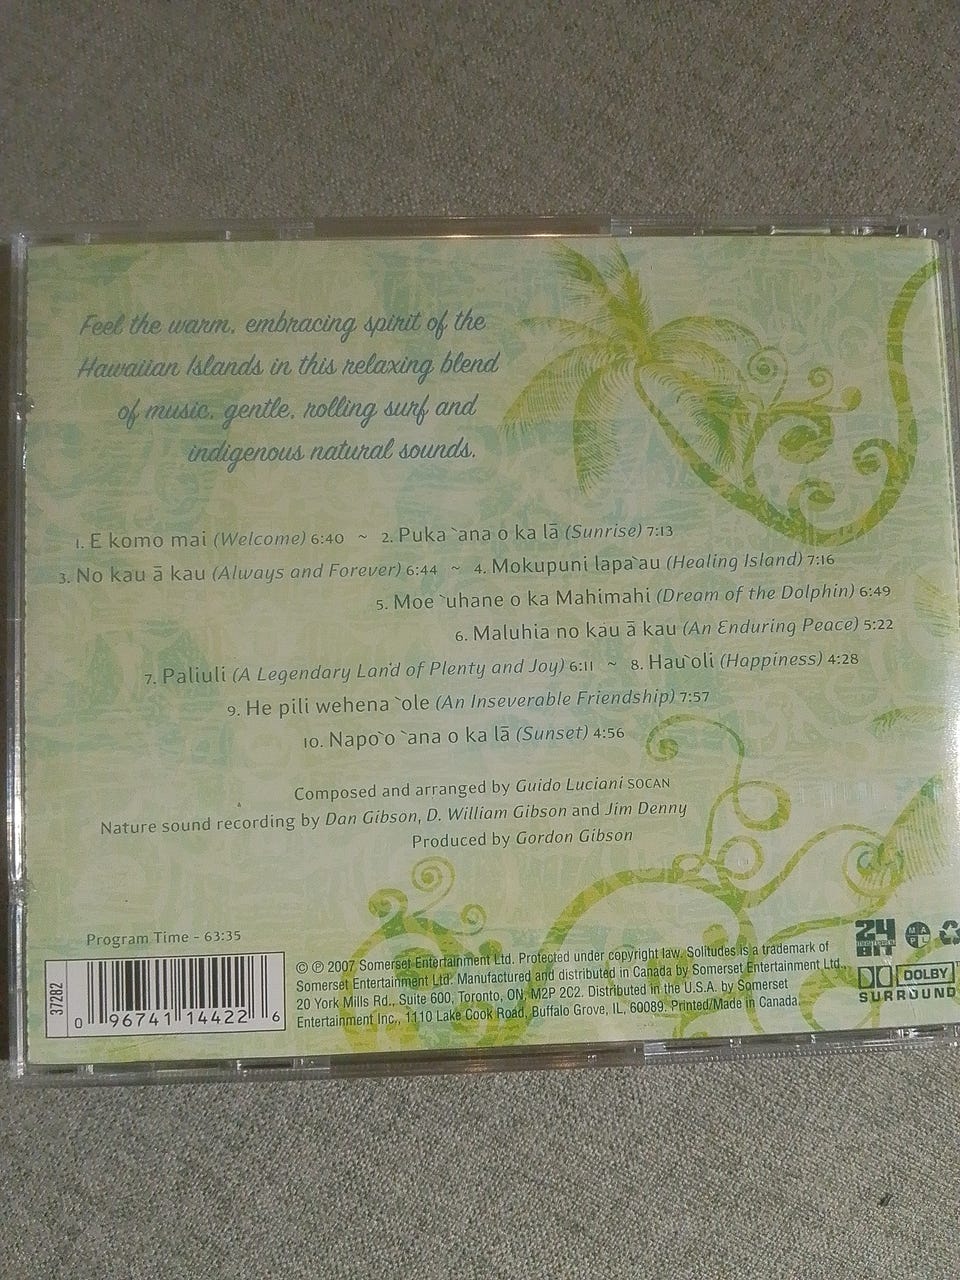 Feel the warm, embracing spirit of the
Hawaiian Islands in this relaxing blend
of music, gentle, rolling surf and
indigenous natural sounds.
1. E komo mai (Welcome) 6:40 ~ 2. Puka `ana o ka lā (Sunrise) 7:13
3. No kau ā kau (Always and Forever) 6:44 ~ 4. Mokupuni lapa`au (Healing Island) 7:16
5. Moe `uhane o ka Mahimahi (Dream of the Dolphin) 6:49
6. Maluhia no kau ā kau (An Enduring Peace) 5:22
7. Paliuli (A Legendary Land of Plenty and Joy) 6:11 ~ 8. Hau`oli (Happiness) 4:28
9. He pili wehena `ole (An Inseverable Friendship) 7:57
10. Napo`o `ana o ka lā (Sunset) 4:56
Composed and arranged by Guido Luciani SOCAN
Nature sound recording by Dan Gibson, D. William Gibson and Jim Denny
Produced by Gordon Gibson
Program Time - 63:35
37282
0 96741 14422 6
© ℗ 2007 Somerset Entertainment Ltd. Protected under copyright law. Solitudes is a trademark of
Somerset Entertainment Ltd. Manufactured and distributed in Canada by Somerset Entertainment Ltd.,
20 York Mills Rd., Suite 600, Toronto, ON, M2P 2C2. Distributed in the U.S.A. by Somerset
Entertainment Inc., 1110 Lake Cook Road, Buffalo Grove, IL, 60089. Printed/Made in Canada.
24
BIT
MAPL
DOLBY
SURROUND